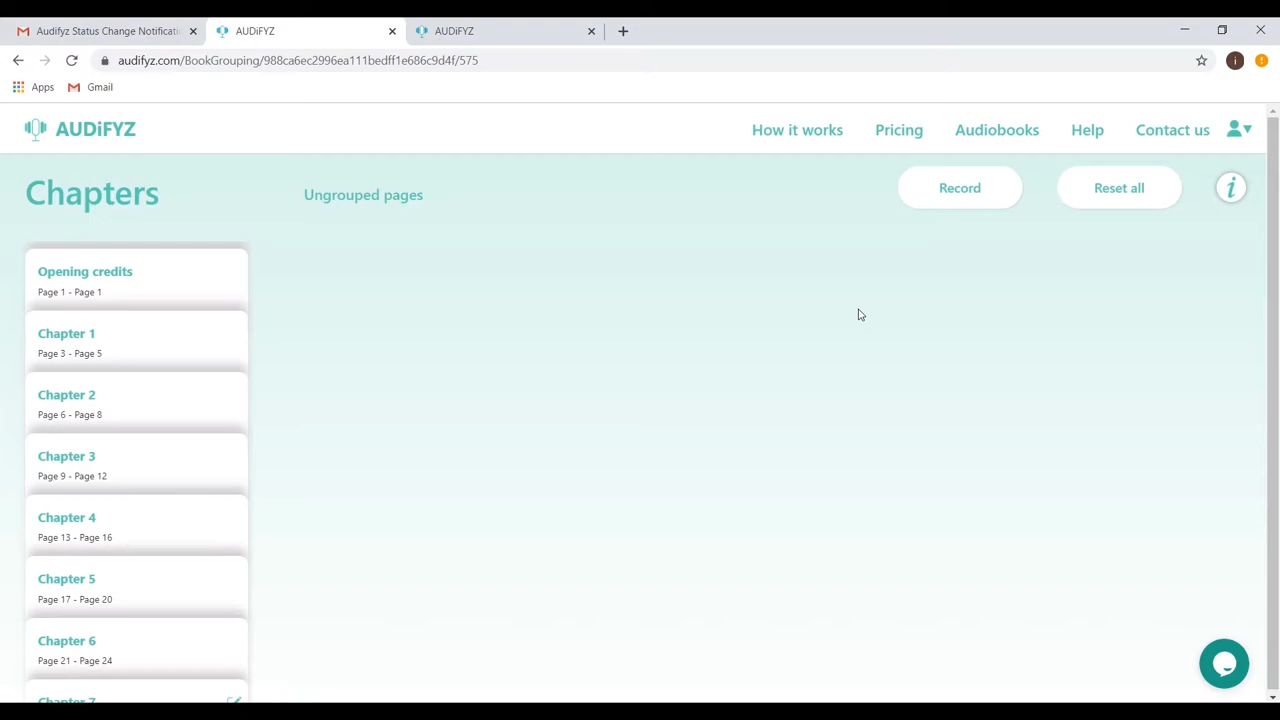 Audifyz Status Change Notificati
AUDiFYZ
AUDiFYZ
audifyz.com/BookGrouping/988ca6ec2996ea111bedff1e686c9d4f/575
i
Apps
Gmail
AUDiFYZ
How it works
Pricing
Audiobooks
Help
Contact us
Chapters
Ungrouped pages
Record
Reset all
i
Opening credits
Page 1 - Page 1
Chapter 1
Page 3 - Page 5
Chapter 2
Page 6 - Page 8
Chapter 3
Page 9 - Page 12
Chapter 4
Page 13 - Page 16
Chapter 5
Page 17 - Page 20
Chapter 6
Page 21 - Page 24
Chapter 7